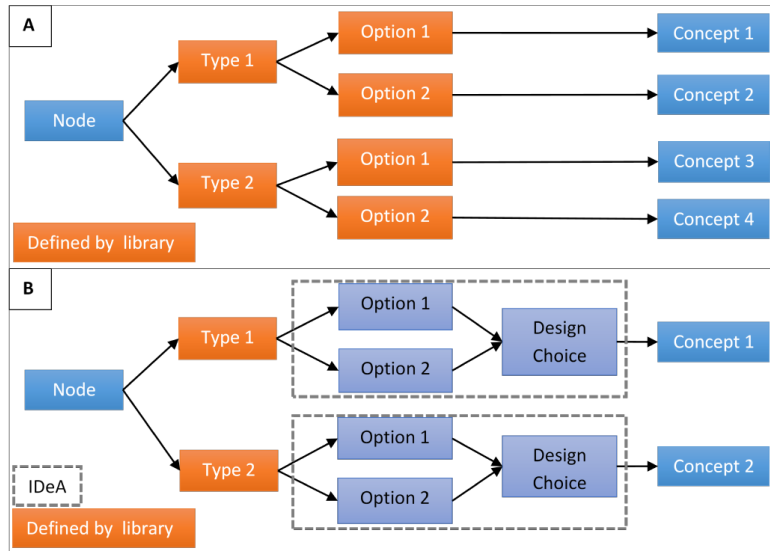 A
Option 1
Concept 1
Type 1
Option 2
Concept 2
Node
Option 1
Concept 3
Type 2
Option 2
Concept 4
Defined by library
B
Option 1
Type 1
Design
Choice
Concept 1
Option 2
Node
Option 1
Type 2
Design
Choice
Concept 2
Option 2
IDeA
Defined by library